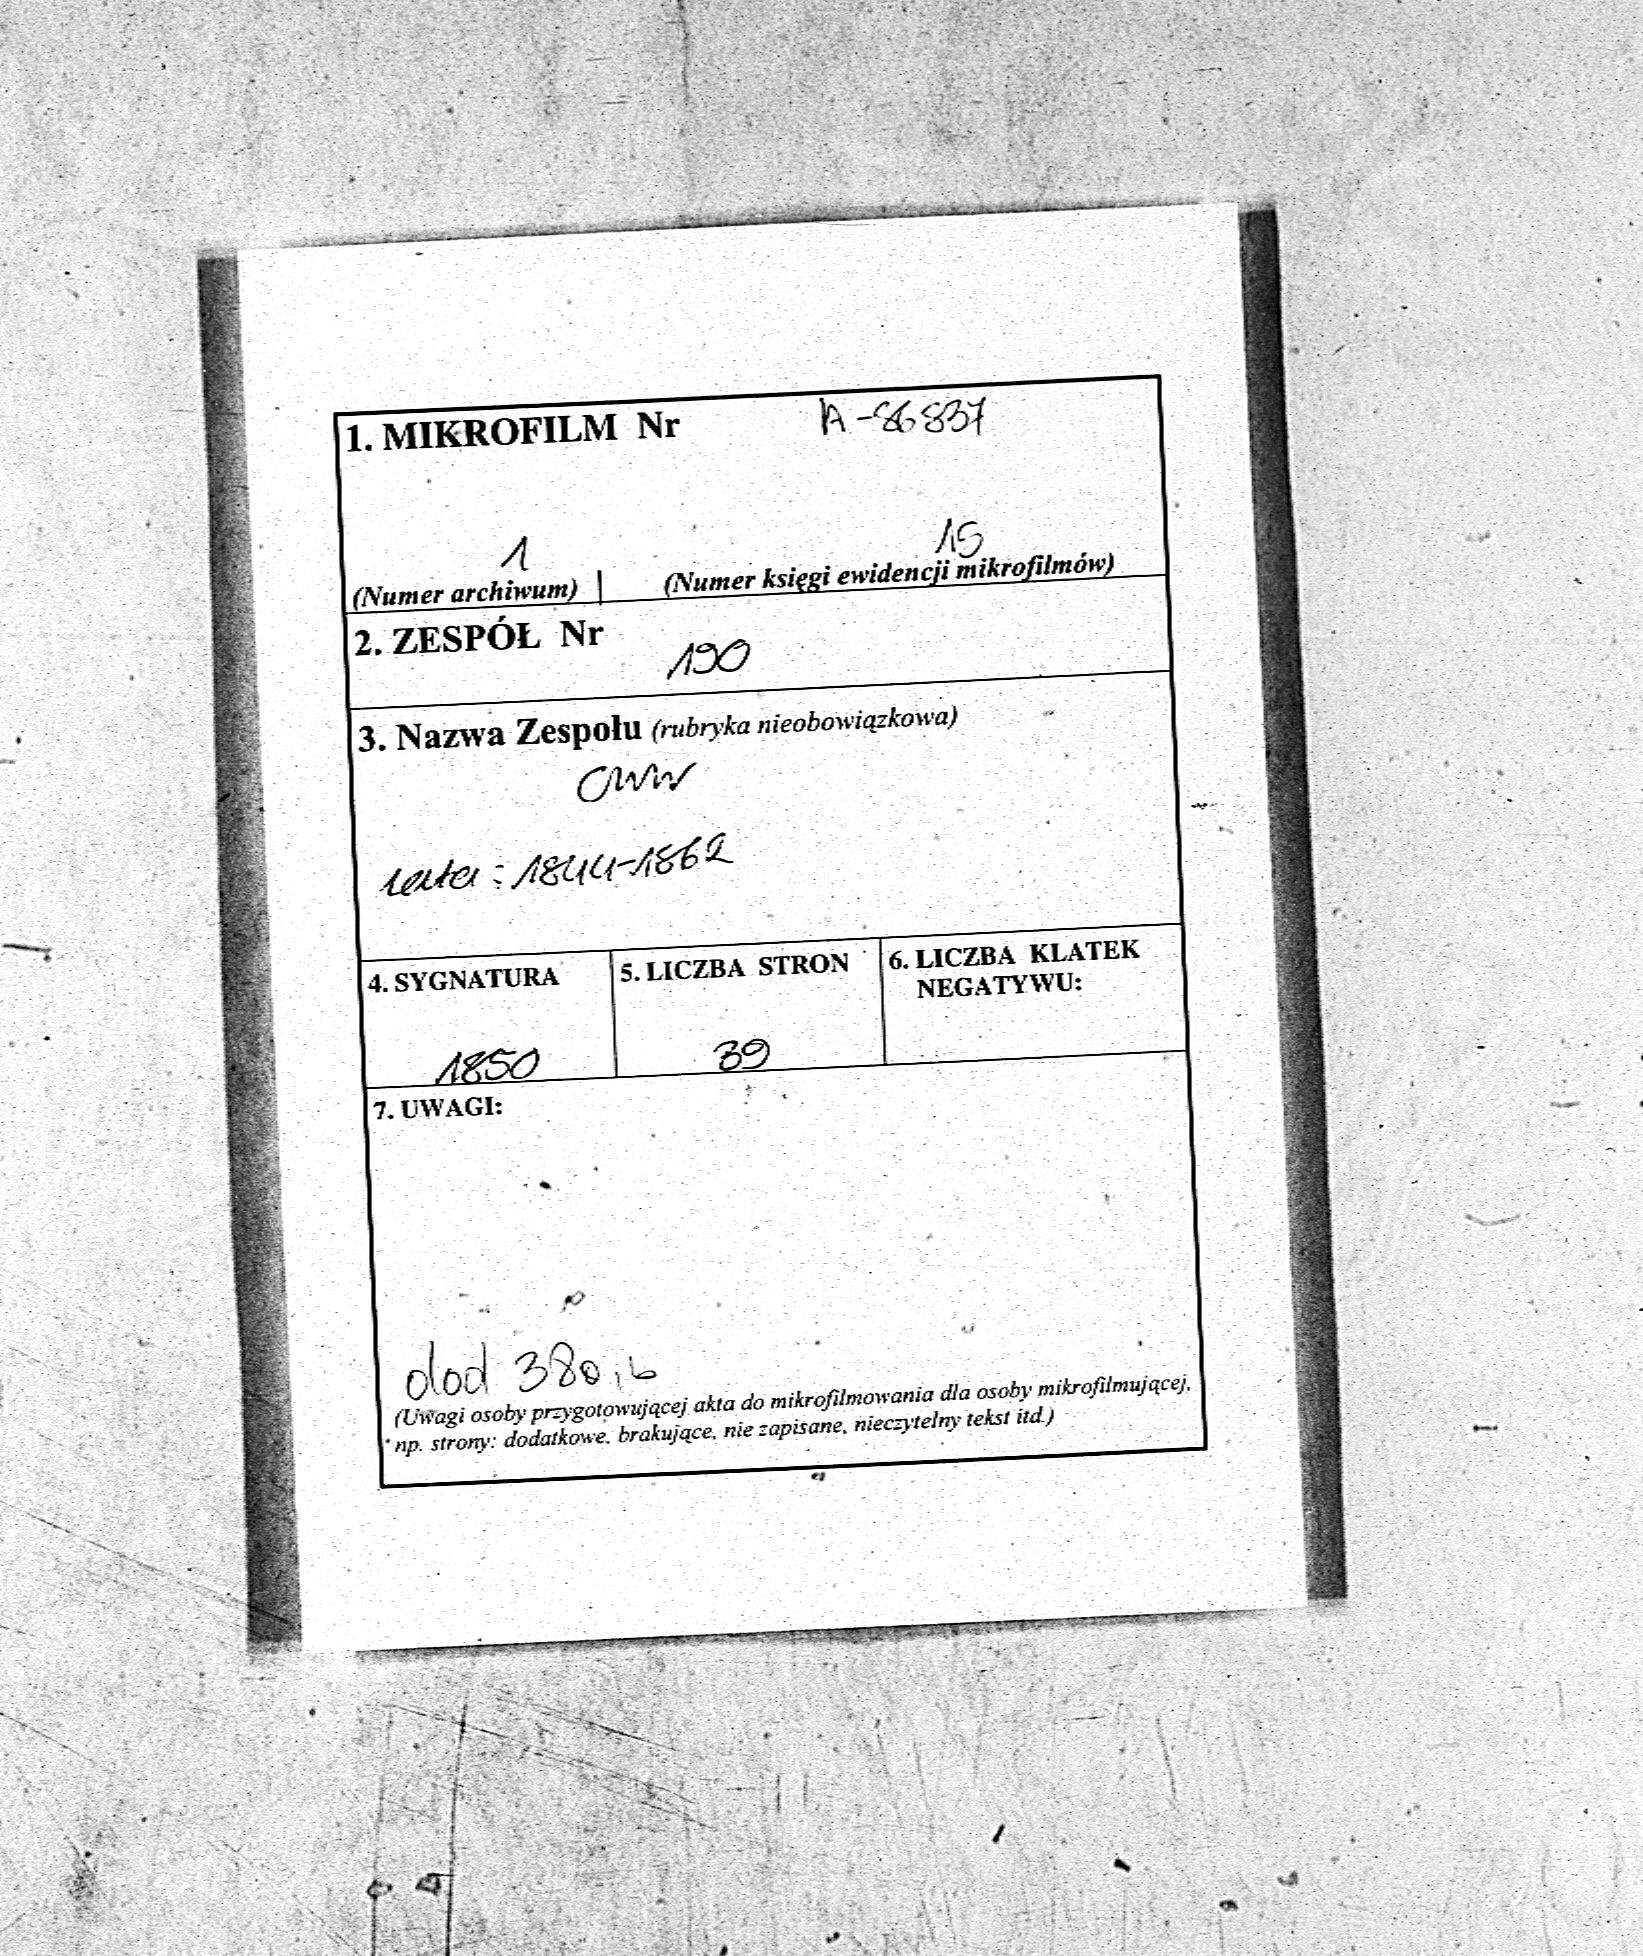 1. MIKROFILM Nr A-86837
1 15
(Numer archiwum) | (Numer księgi ewidencji mikrofilmów)
2. ZESPÓŁ Nr
190
3. Nazwa Zespołu (rubryka nieobowiązkowa)
CWW
lata: 1844-1862
4. SYGNATURA 5. LICZBA STRON 6. LICZBA KLATEK
NEGATYWU:
1850 39
7. UWAGI:
dod 38a, b
(Uwagi osoby przygotowującej akta do mikrofilmowania dla osoby mikrofilmującej,
np. strony: dodatkowe, brakujące, nie zapisane, nieczytelny tekst itd.)